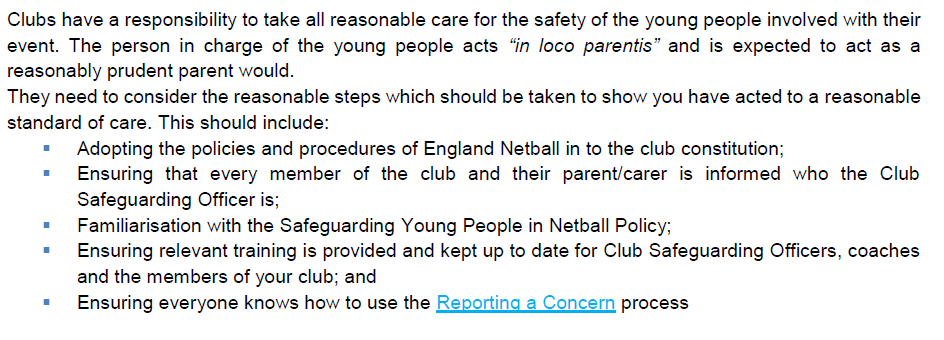 Clubs have a responsibility to take all reasonable care for the safety of the young people involved with their
event. The person in charge of the young people acts “in loco parentis” and is expected to act as a
reasonably prudent parent would.
They need to consider the reasonable steps which should be taken to show you have acted to a reasonable
standard of care. This should include:
▪ Adopting the policies and procedures of England Netball in to the club constitution;
▪ Ensuring that every member of the club and their parent/carer is informed who the Club
Safeguarding Officer is;
▪ Familiarisation with the Safeguarding Young People in Netball Policy;
▪ Ensuring relevant training is provided and kept up to date for Club Safeguarding Officers, coaches
and the members of your club; and
▪ Ensuring everyone knows how to use the Reporting a Concern process